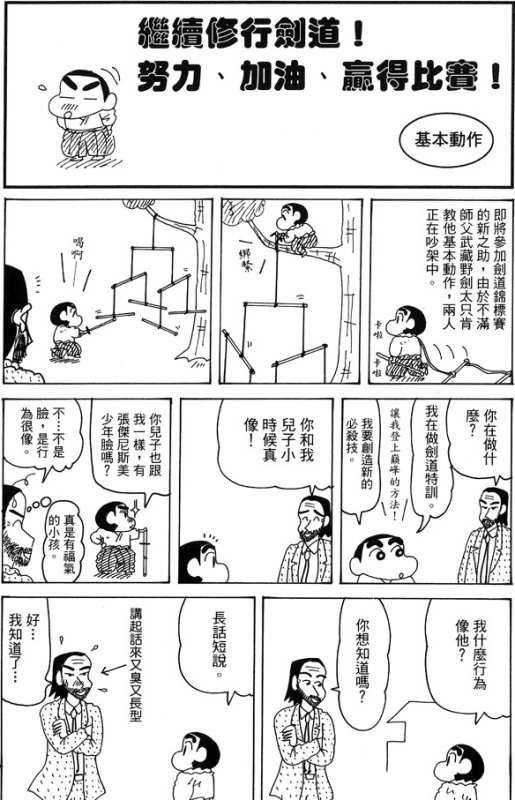 繼續修行劍道！
努力、加油、贏得比賽！
基本動作
即將參加劍道錦標賽
的新之助，由於不滿
師父武藏野劍太只肯
教他基本動作，兩人
正在吵架中。
卡啦
卡啦
綁緊
喝啊
你在做什
麼？
我在做劍道特訓。
讓我登上巔峰的方法！
我要創造新的
必殺技。
你和我
兒子小
時候真
像！
你兒子也跟
我一樣，有
張傑尼斯美
少年臉嗎？
不…不是
臉，是行
為很像。
真是有福氣
的小孩。
我什麼行為
像他？
你想知道嗎？
長話短說。
講起話來又臭又長型
好…
我知道了…